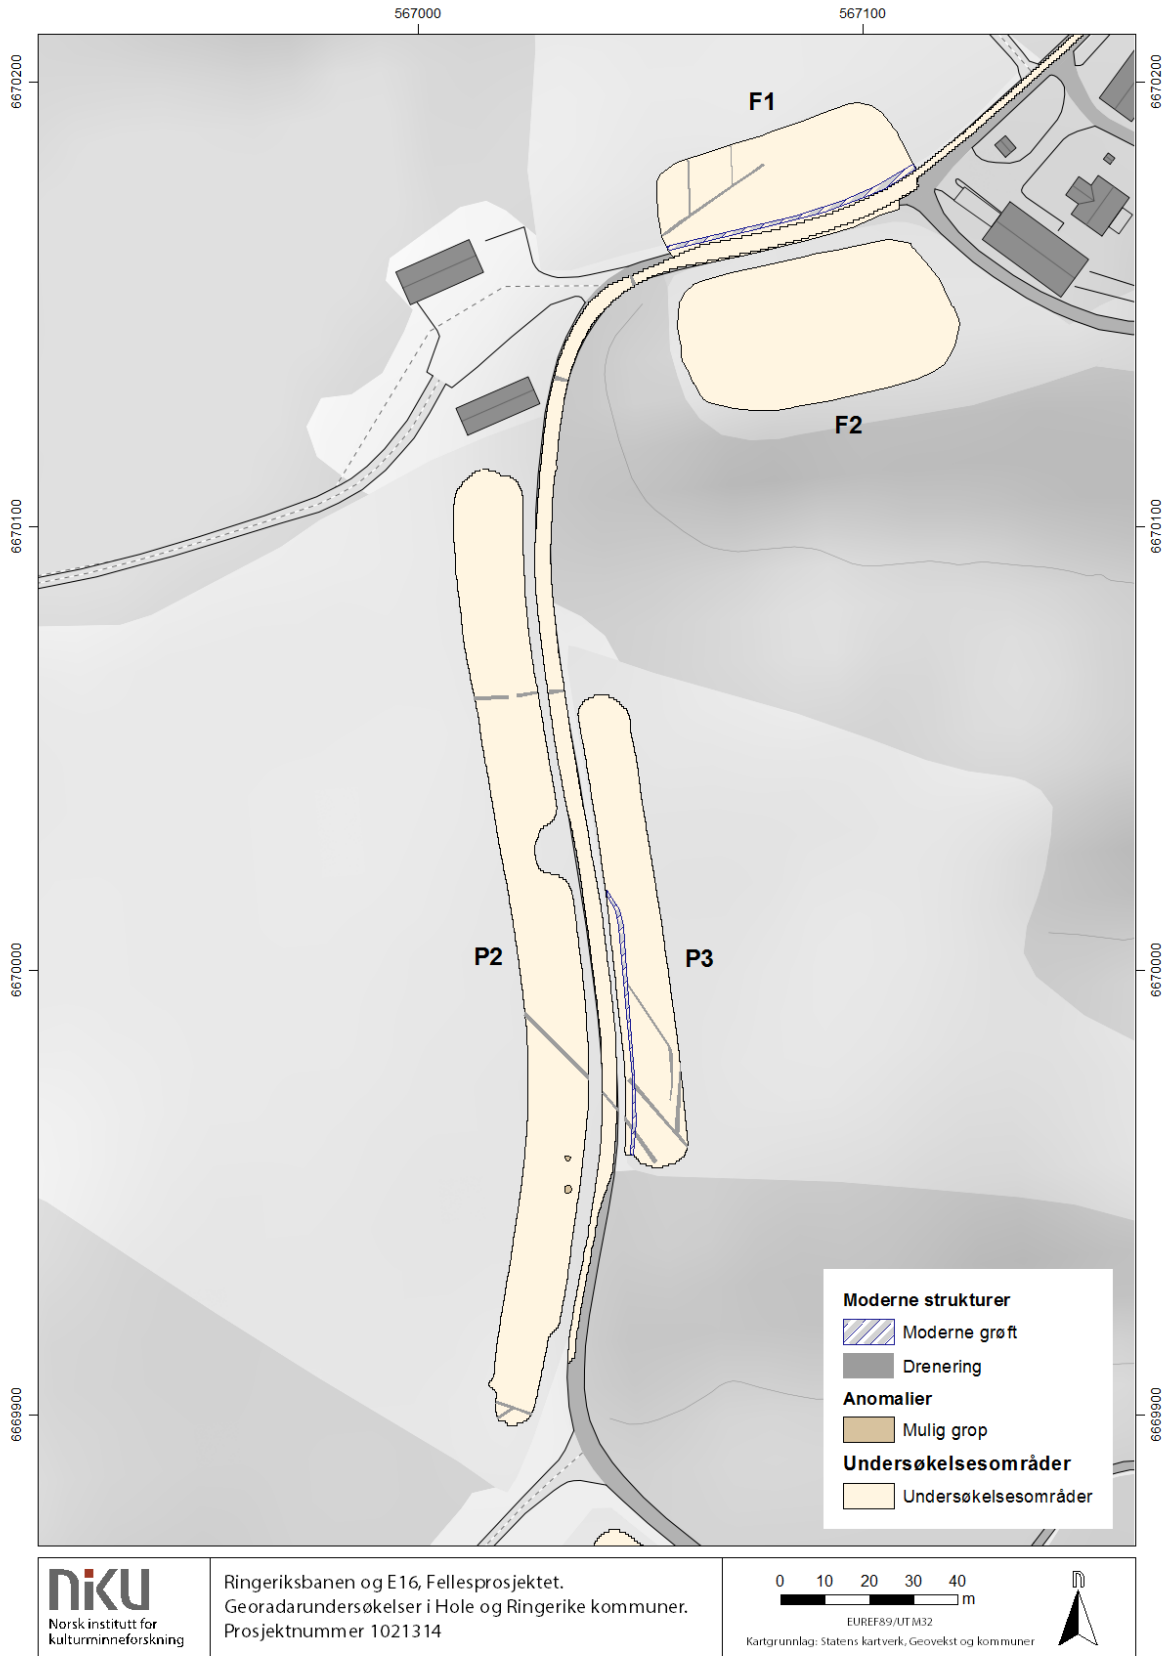 567000
567100
6670200
6670200
F1
F2
6670100
6670100
P2
P3
6670000
6670000
Moderne strukturer
Moderne grøft
Drenering
Anomalier
Mulig grop
Undersøkelsesområder
Undersøkelsesområder
6669900
6669900
niku
Norsk institutt for
kulturminneforskning
Ringeriksbanen og E16, Fellesprosjektet.
Georadarundersøkelser i Hole og Ringerike kommuner.
Prosjektnummer 1021314
0 10 20 30 40
m
EUREF89/UTM32
Kartgrunnlag: Statens kartverk, Geovekst og kommuner
n